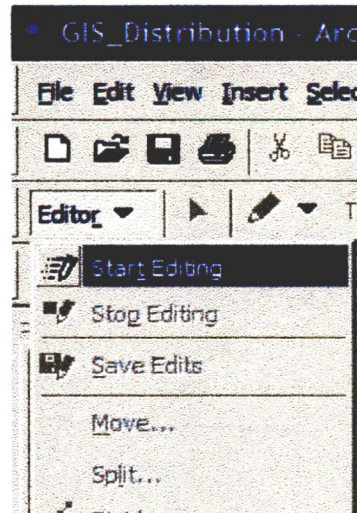 GIS_Distribution - Arc
File Edit View Insert Selec
Editor
Start Editing
Stop Editing
Save Edits
Move...
Split...